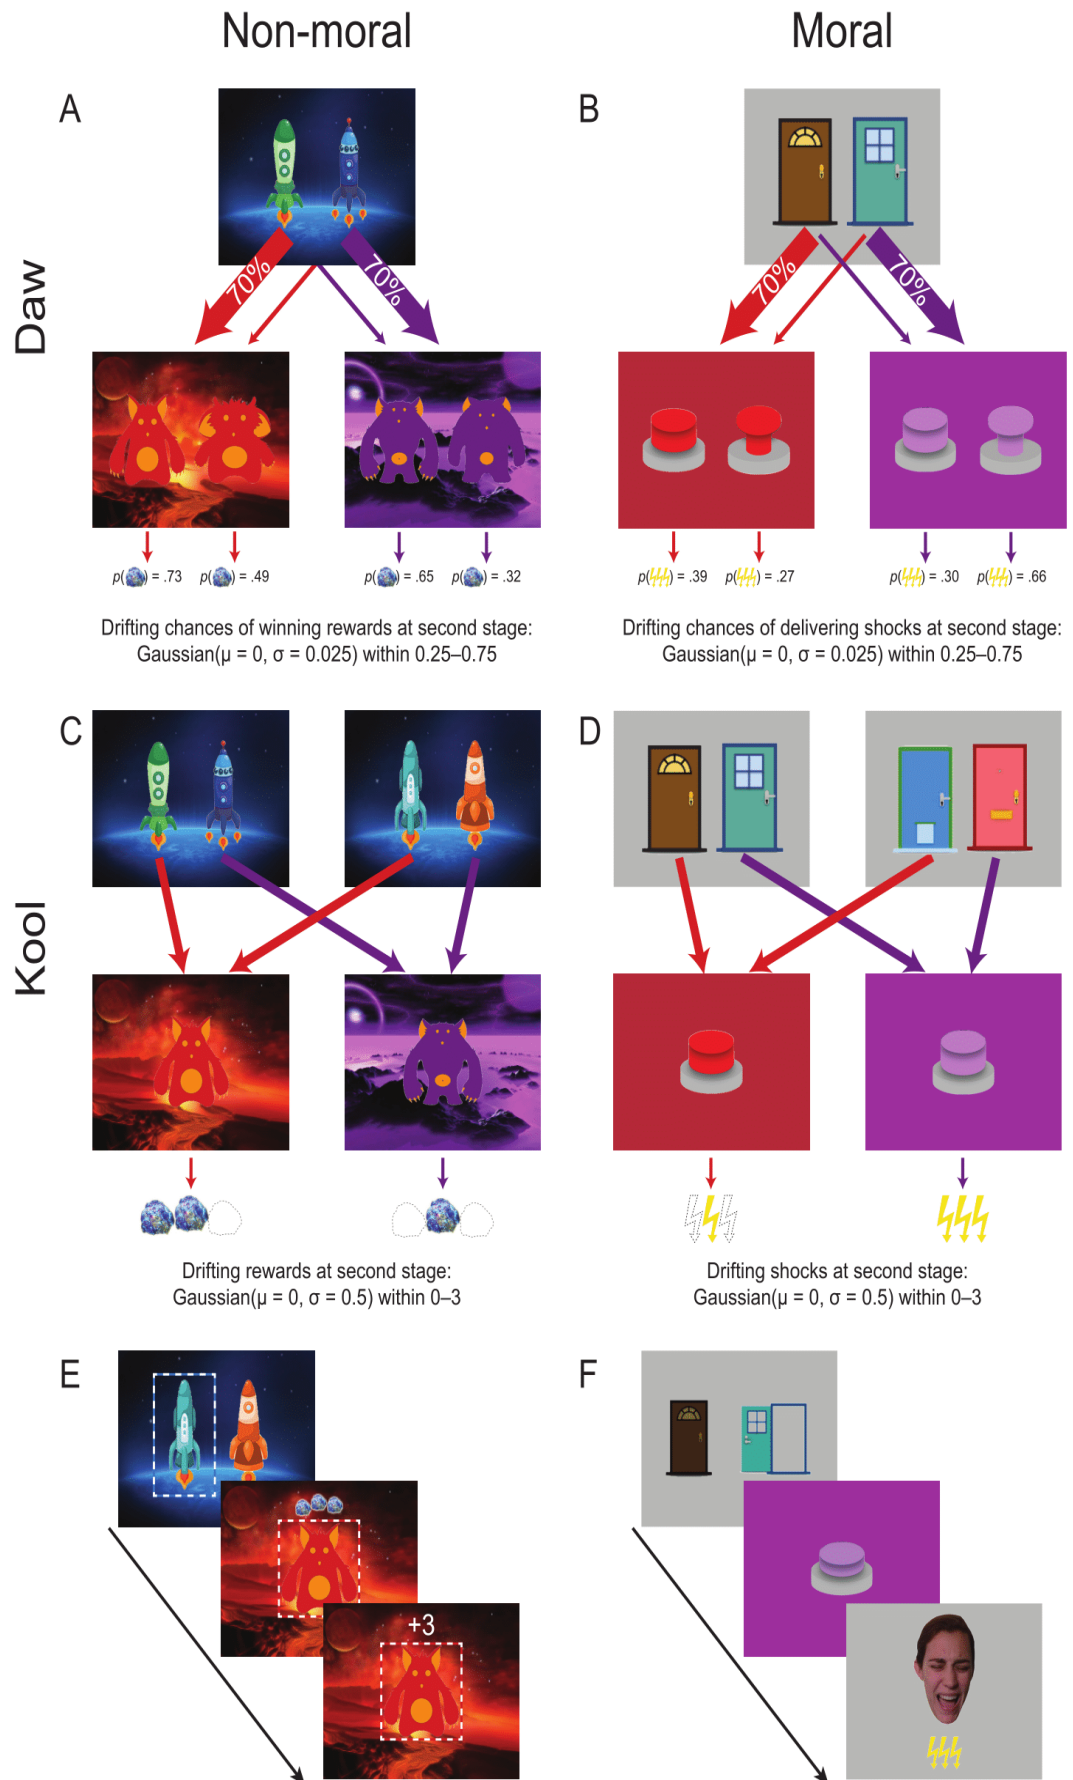 Non-moral
Moral
Daw
A
70%
70%
p( ) = .73
p( ) = .49
p( ) = .65
p( ) = .32
Drifting chances of winning rewards at second stage:
Gaussian(μ = 0, σ = 0.025) within 0.25–0.75
B
70%
70%
p( ) = .39
p( ) = .27
p( ) = .30
p( ) = .66
Drifting chances of delivering shocks at second stage:
Gaussian(μ = 0, σ = 0.025) within 0.25–0.75
Kool
C
Drifting rewards at second stage:
Gaussian(μ = 0, σ = 0.5) within 0–3
D
Drifting shocks at second stage:
Gaussian(μ = 0, σ = 0.5) within 0–3
E
+3
F